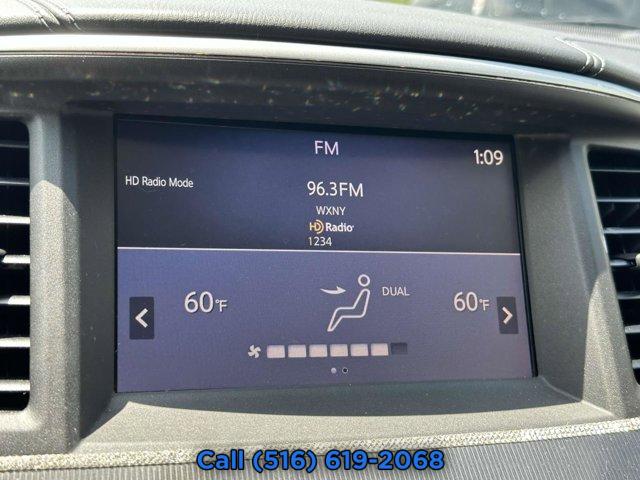 FM
1:09
HD Radio Mode
96.3FM
WXNY
HD Radio
1234
60°F
DUAL
60°F
Call (516) 619-2068